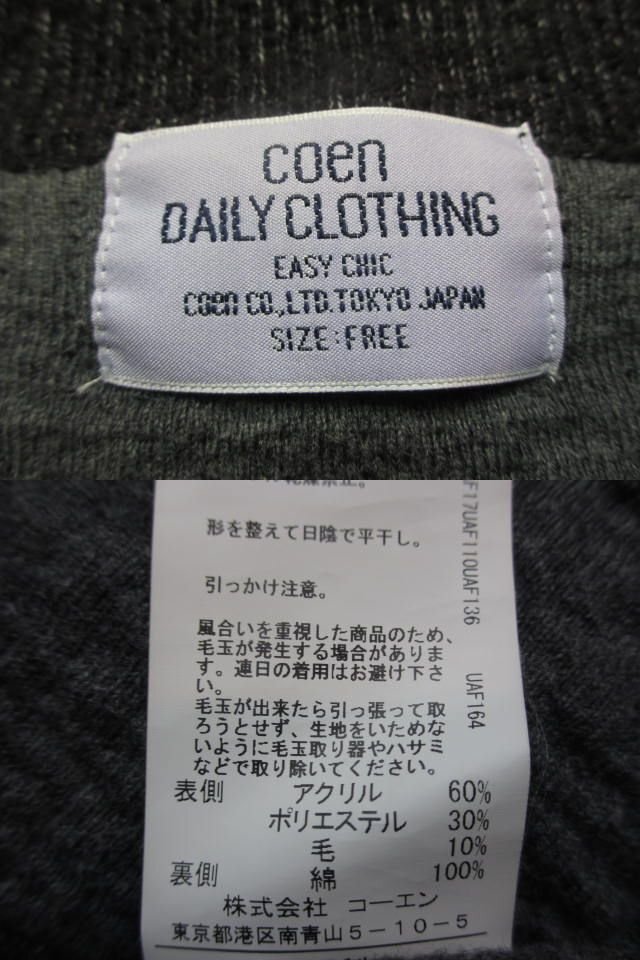 coen
DAILY CLOTHING
EASY CHIC
coen CO.,LTD.TOKYO JAPAN
SIZE:FREE
形を整えて日陰で平干し。
引っかけ注意。
風合いを重視した商品のため、
毛玉が発生する場合がありま
す。連日の着用はお避け下さ
い。
毛玉が出来たら引っ張って取
ろうとせず、生地をいためな
いように毛玉取り器やハサミ
などで取り除いてください。
表側 アクリル 60%
ポリエステル 30%
毛 10%
裏側 綿 100%
株式会社 コーエン
東京都港区南青山5-10-5
F17UAF110UAF136 UAF164